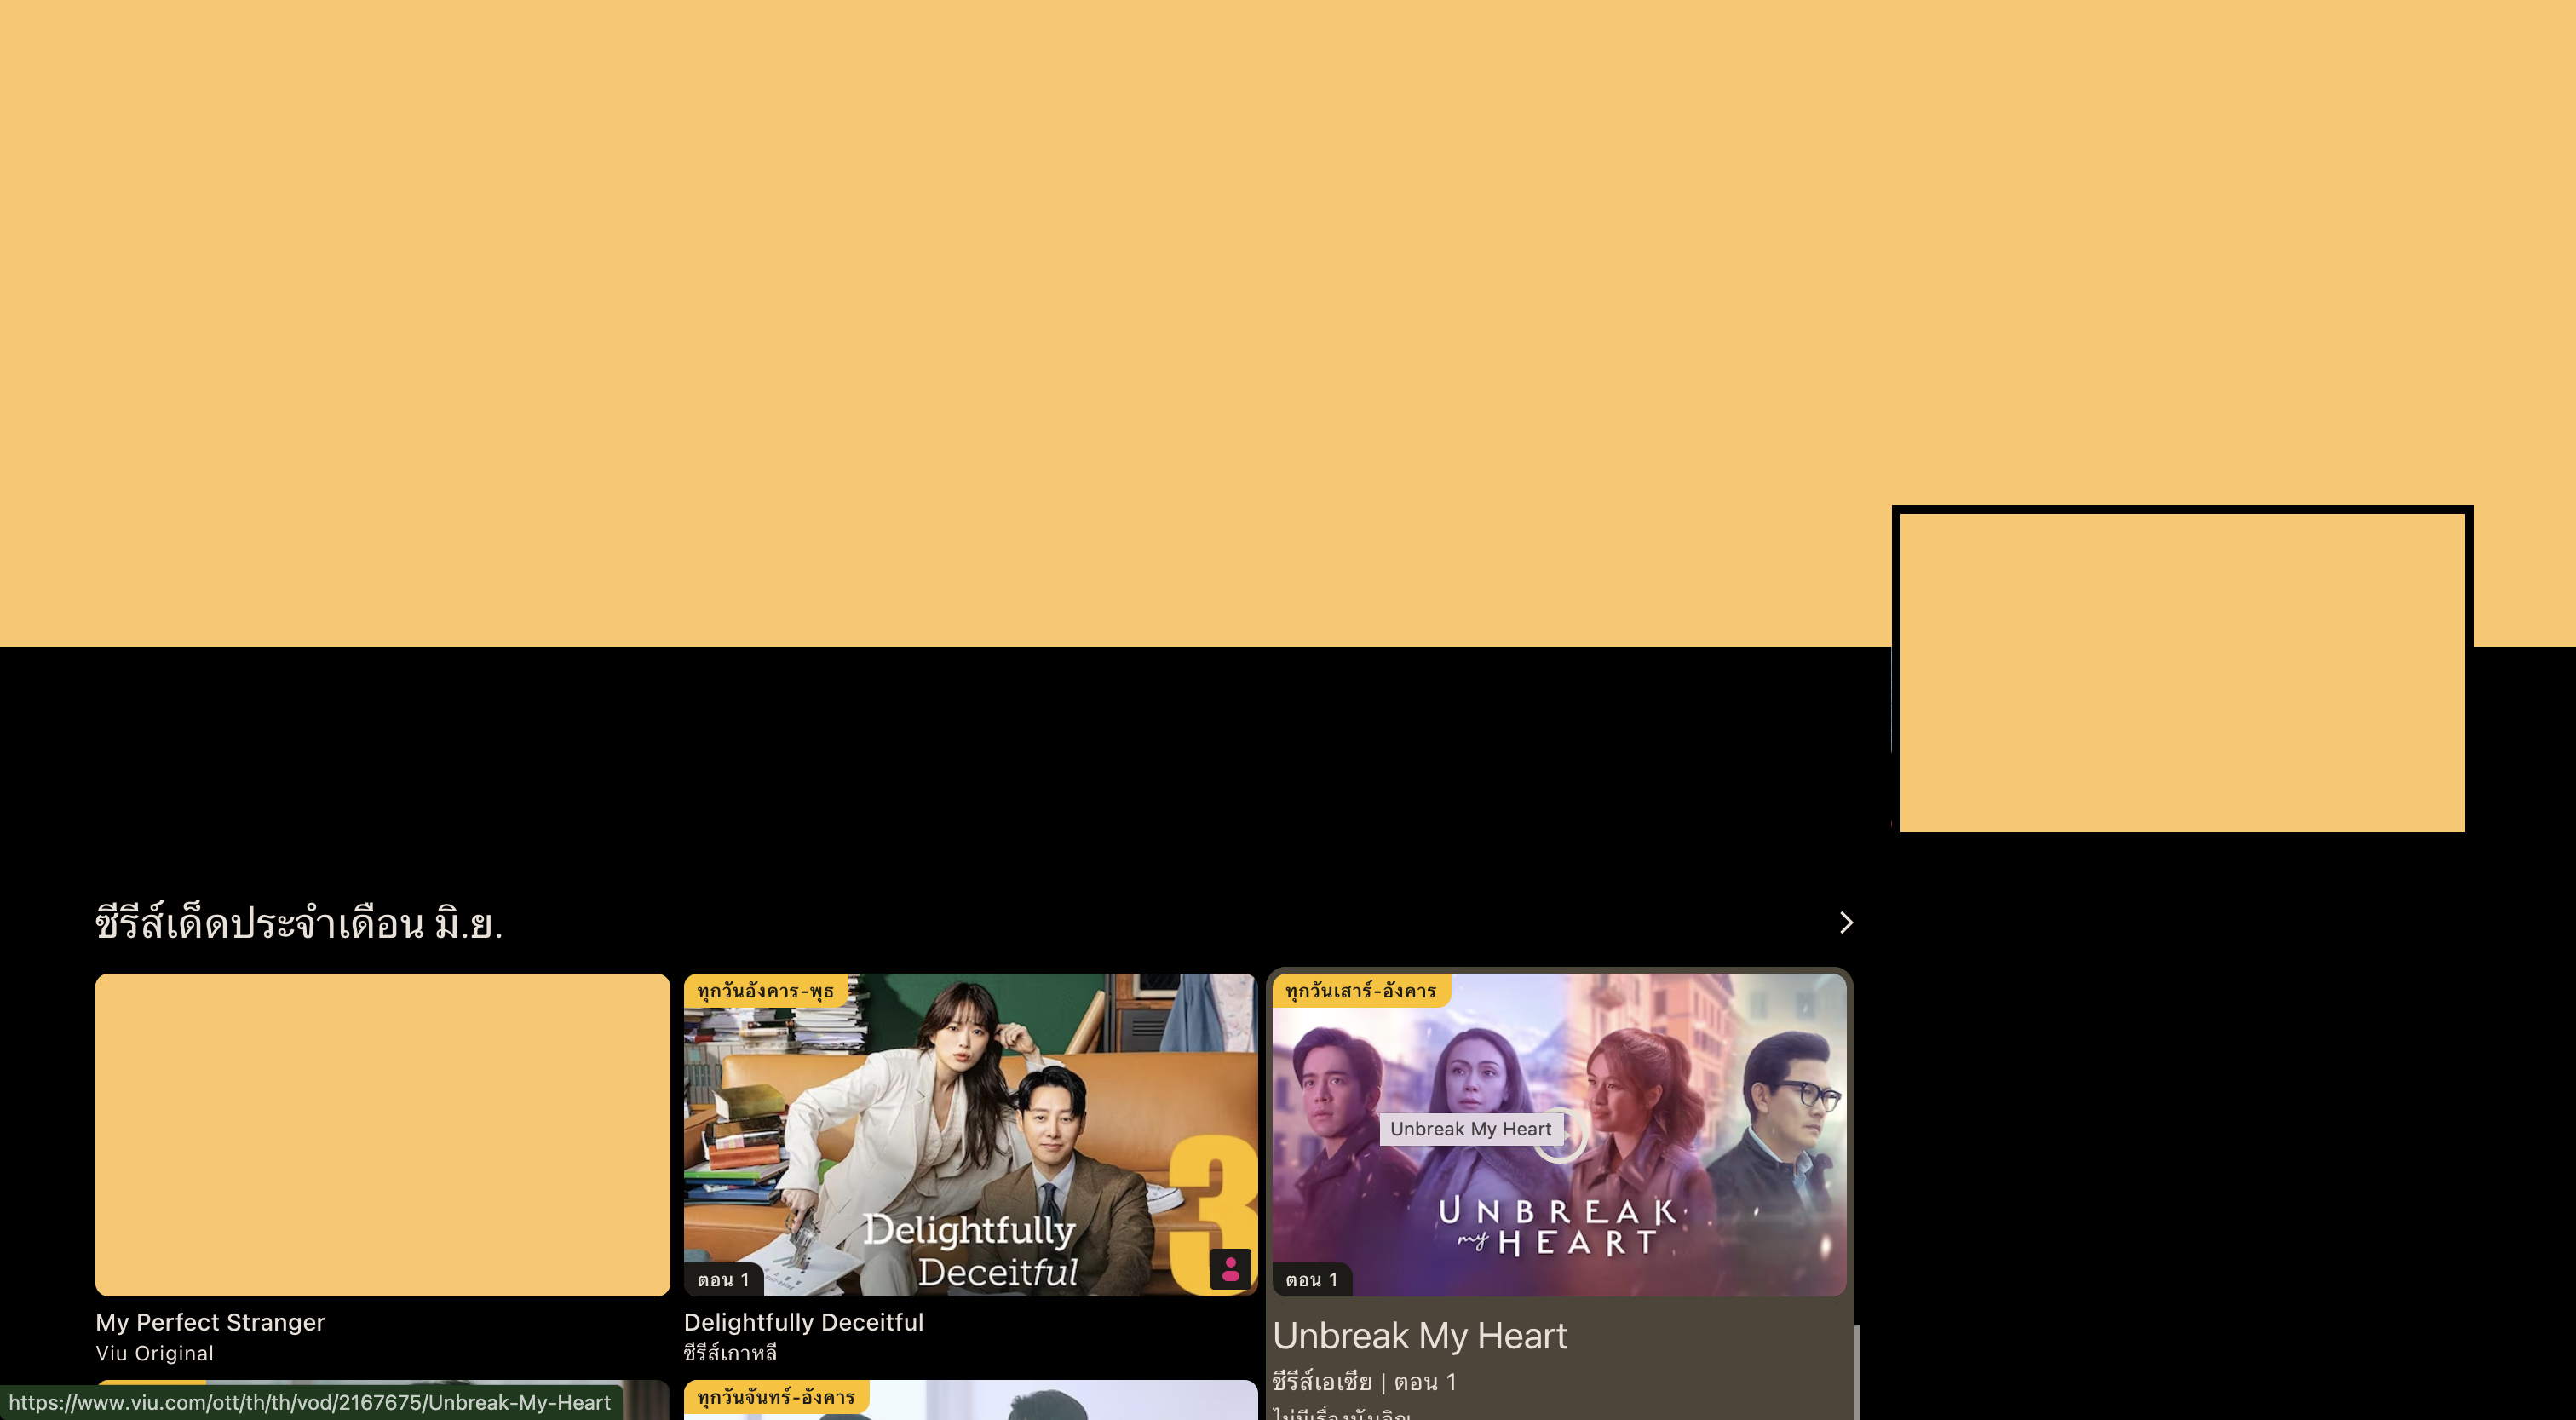 ซีรีส์เด็ดประจำเดือน มิ.ย.
ทุกวันอังคาร-พุธ
ทุกวันเสาร์-อังคาร
Unbreak My Heart
Delightfully
Deceitful
3
UNBREAK
my HEART
ตอน 1
ตอน 1
My Perfect Stranger
Viu Original
Delightfully Deceitful
ซีรีส์เกาหลี
Unbreak My Heart
ซีรีส์เอเชีย | ตอน 1
ทุกวันจันทร์-อังคาร
https://www.viu.com/ott/th/th/vod/2167675/Unbreak-My-Heart